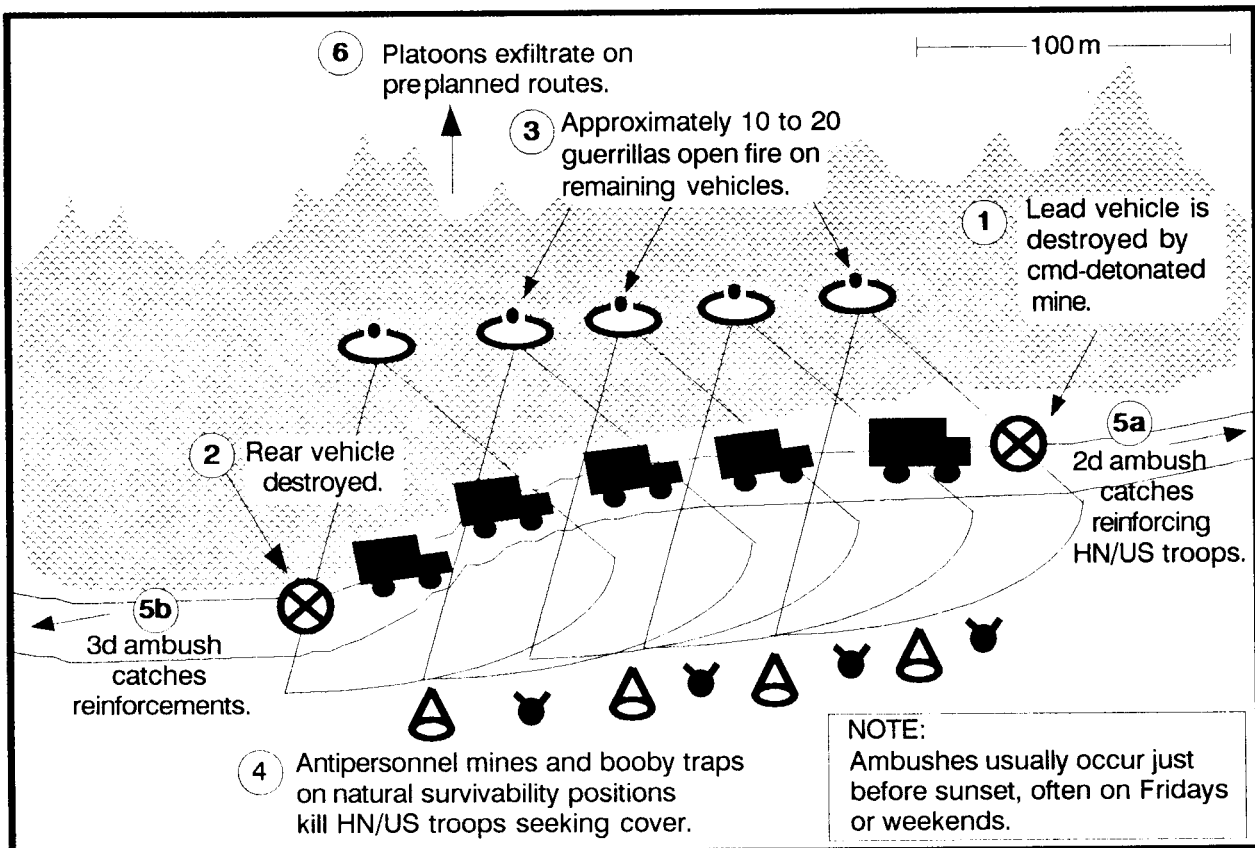 6 Platoons exfiltrate on
preplanned routes.
100 m
3 Approximately 10 to 20
guerrillas open fire on
remaining vehicles.
1 Lead vehicle is
destroyed by
cmd-detonated
mine.
2 Rear vehicle
destroyed.
5a
2d ambush
catches
reinforcing
HN/US troops.
5b
3d ambush
catches
reinforcements.
4 Antipersonnel mines and booby traps
on natural survivability positions
kill HN/US troops seeking cover.
NOTE:
Ambushes usually occur just
before sunset, often on Fridays
or weekends.